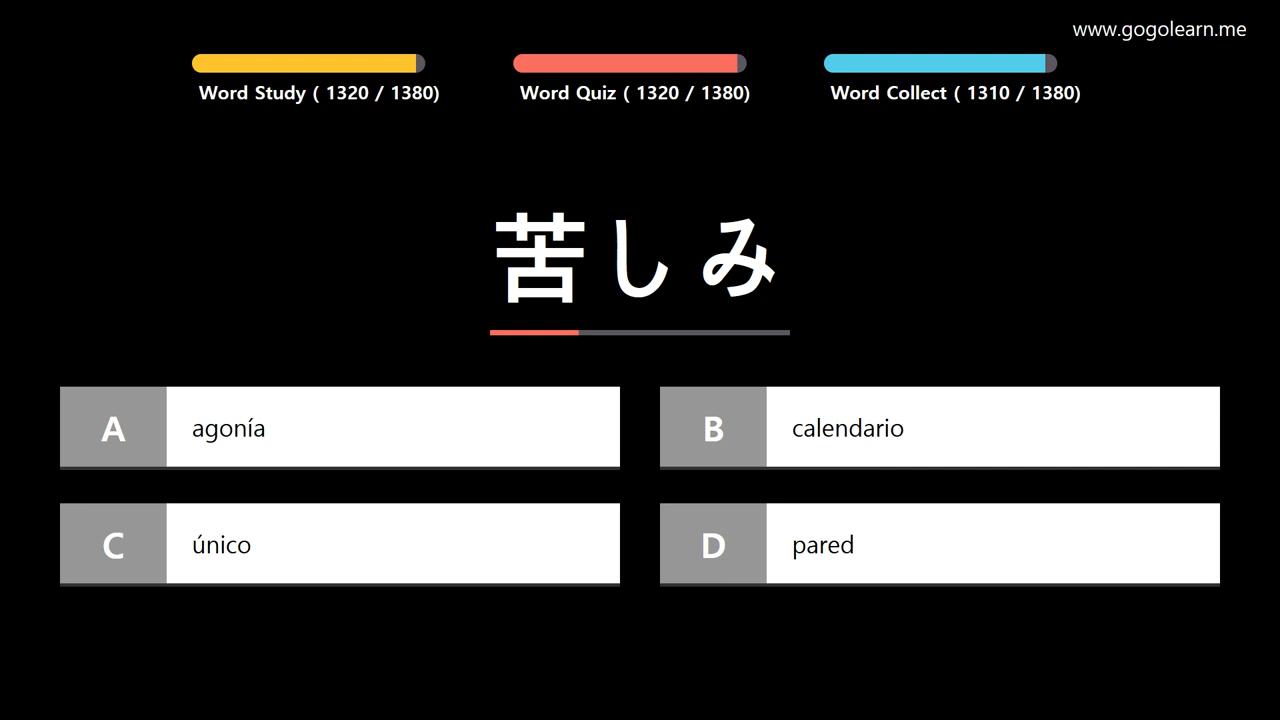 www.gogolearn.me
Word Study ( 1320 / 1380)
Word Quiz ( 1320 / 1380)
Word Collect ( 1310 / 1380)
苦しみ
A agonía
B calendario
C único
D pared